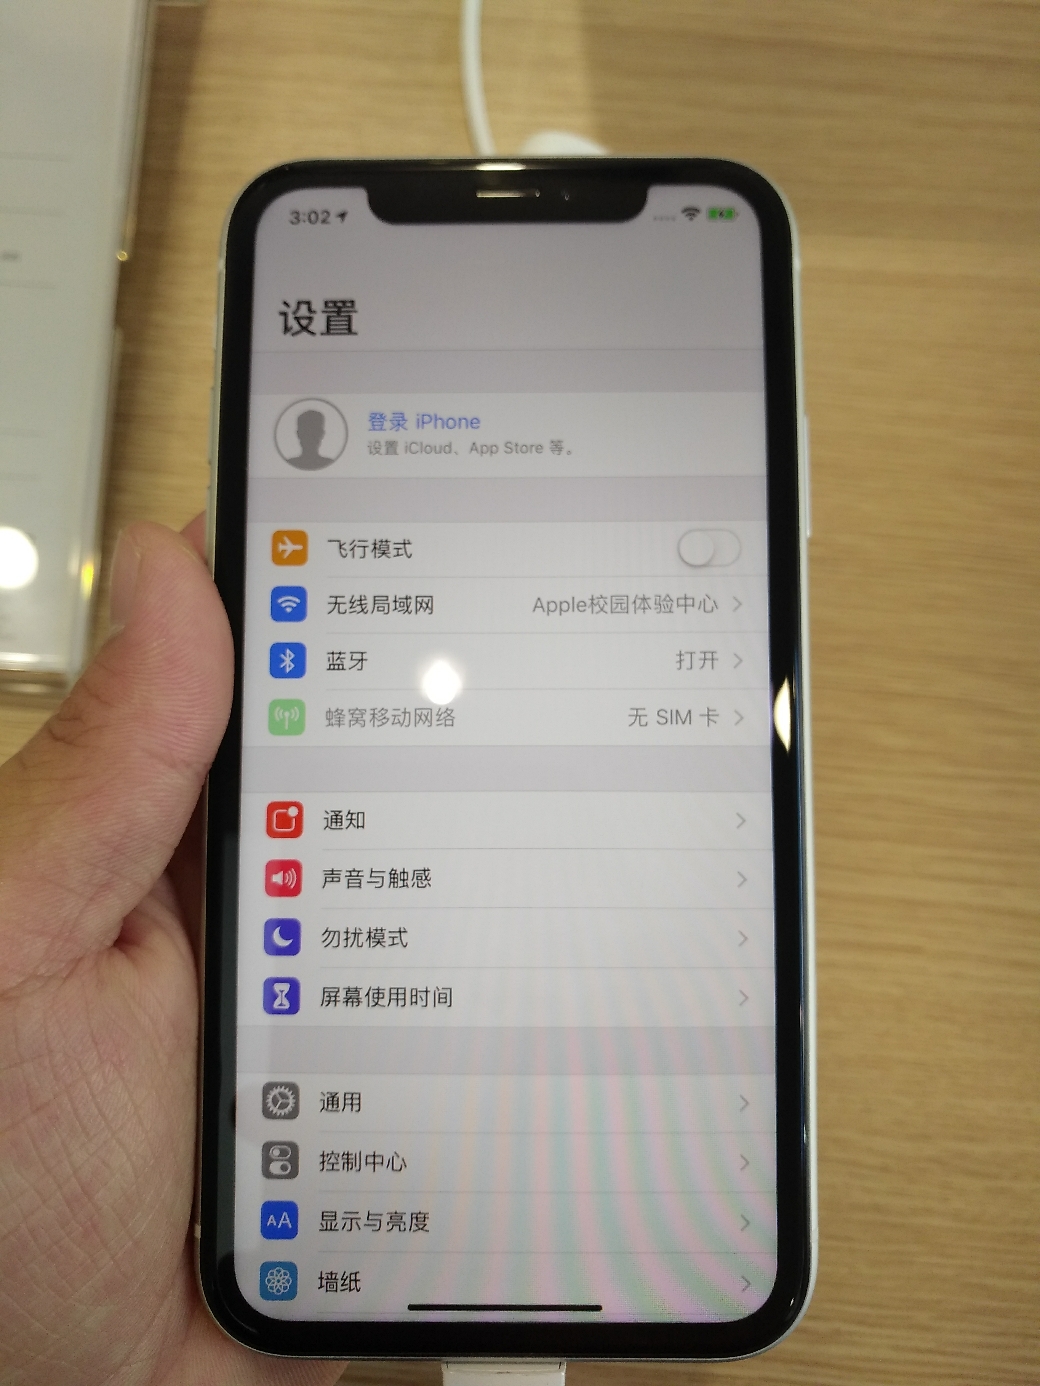 3:02
设置
登录 iPhone
设置 iCloud、App Store 等。
飞行模式
无线局域网 Apple校园体验中心
蓝牙 打开
蜂窝移动网络 无 SIM 卡
通知
声音与触感
勿扰模式
屏幕使用时间
通用
控制中心
AA 显示与亮度
墙纸